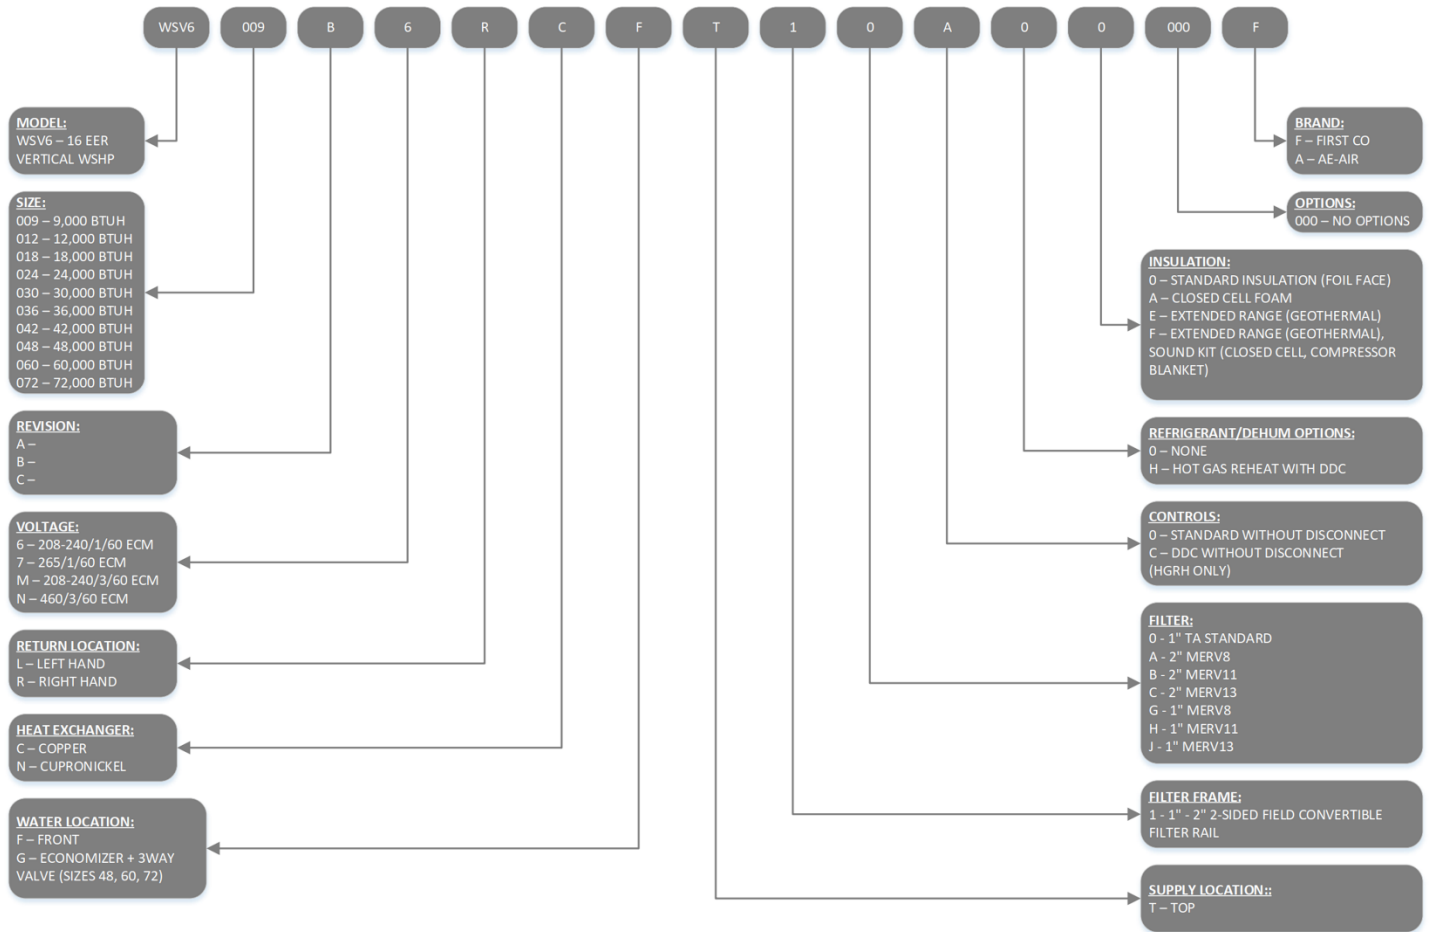 WSV6 009 B 6 R C F T 1 0 A 0 0 000 F
MODEL:
WSV6 – 16 EER
VERTICAL WSHP
SIZE:
009 – 9,000 BTUH
012 – 12,000 BTUH
018 – 18,000 BTUH
024 – 24,000 BTUH
030 – 30,000 BTUH
036 – 36,000 BTUH
042 – 42,000 BTUH
048 – 48,000 BTUH
060 – 60,000 BTUH
072 – 72,000 BTUH
REVISION:
A –
B –
C –
VOLTAGE:
6 – 208-240/1/60 ECM
7 – 265/1/60 ECM
M – 208-240/3/60 ECM
N – 460/3/60 ECM
RETURN LOCATION:
L – LEFT HAND
R – RIGHT HAND
HEAT EXCHANGER:
C – COPPER
N – CUPRONICKEL
WATER LOCATION:
F – FRONT
G – ECONOMIZER + 3WAY
VALVE (SIZES 48, 60, 72)
BRAND:
F – FIRST CO
A – AE-AIR
OPTIONS:
000 – NO OPTIONS
INSULATION:
0 – STANDARD INSULATION (FOIL FACE)
A – CLOSED CELL FOAM
E – EXTENDED RANGE (GEOTHERMAL)
F – EXTENDED RANGE (GEOTHERMAL),
SOUND KIT (CLOSED CELL, COMPRESSOR
BLANKET)
REFRIGERANT/DEHUM OPTIONS:
0 – NONE
H – HOT GAS REHEAT WITH DDC
CONTROLS:
0 – STANDARD WITHOUT DISCONNECT
C – DDC WITHOUT DISCONNECT
(HGRH ONLY)
FILTER:
0 - 1" TA STANDARD
A - 2" MERV8
B - 2" MERV11
C - 2" MERV13
G - 1" MERV8
H - 1" MERV11
J - 1" MERV13
FILTER FRAME:
1 - 1" - 2" 2-SIDED FIELD CONVERTIBLE
FILTER RAIL
SUPPLY LOCATION::
T – TOP